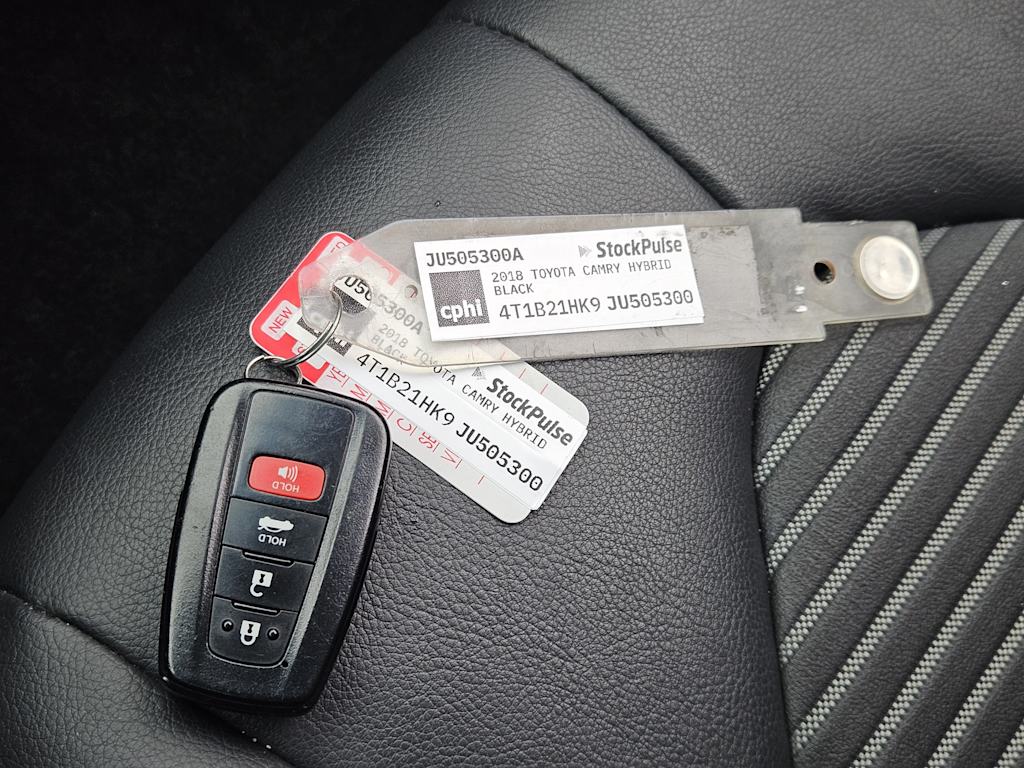 JU505300A
StockPulse
2018 TOYOTA CAMRY HYBRID
BLACK
cphi
4T1B21HK9 JU505300
NEW
JU505300A
2018 TOYOTA CAMRY HYBRID
BLACK
StockPulse
4T1B21HK9 JU505300
HOLD
HOLD